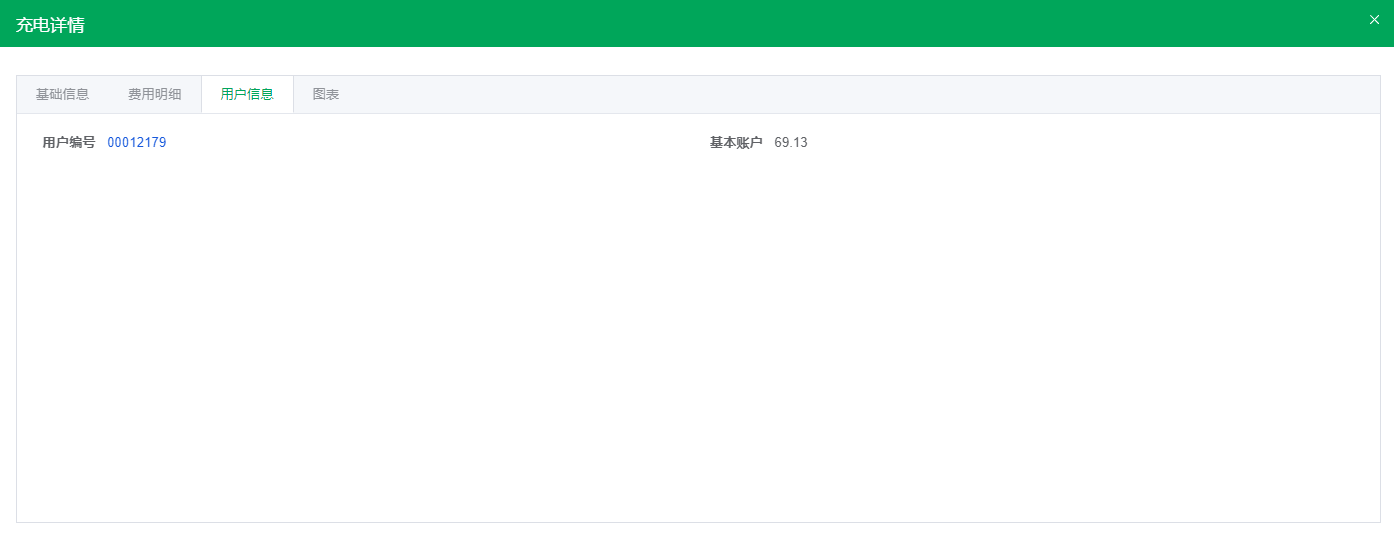 充电详情
基础信息 费用明细 用户信息 图表
用户编号 00012179 基本账户 69.13